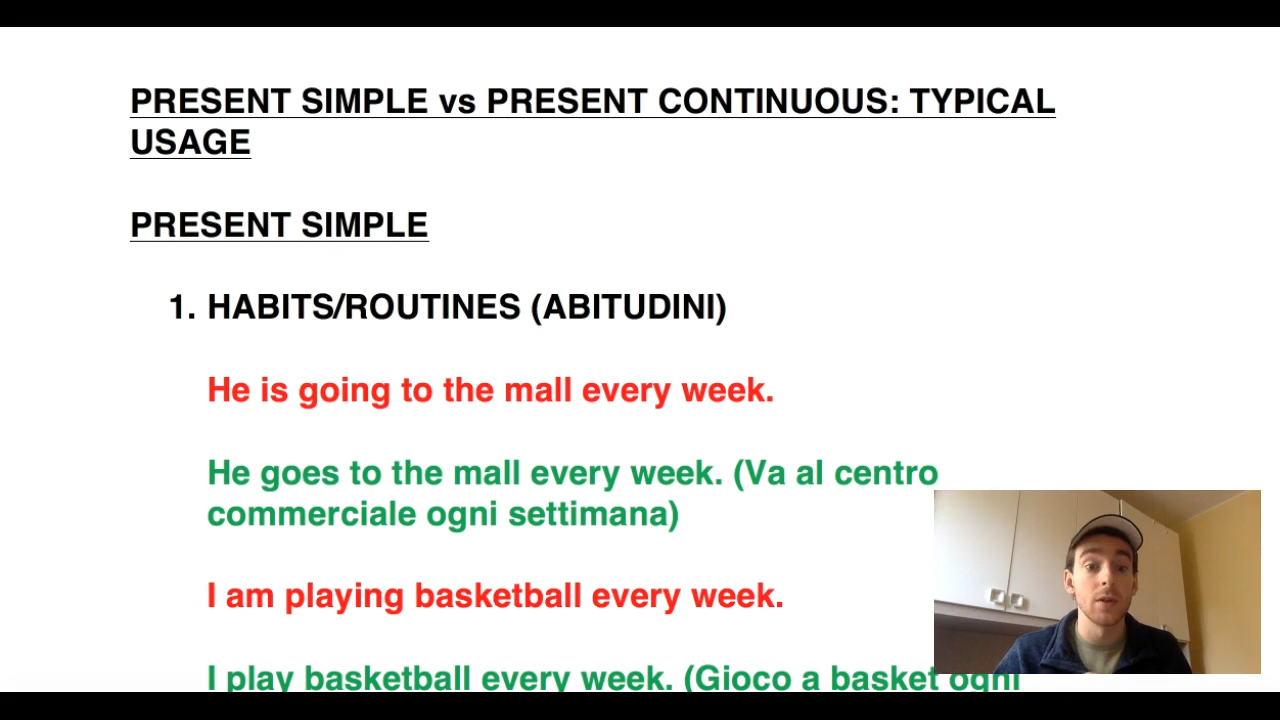 PRESENT SIMPLE vs PRESENT CONTINUOUS: TYPICAL
USAGE
PRESENT SIMPLE
1. HABITS/ROUTINES (ABITUDINI)
He is going to the mall every week.
He goes to the mall every week. (Va al centro
commerciale ogni settimana)
I am playing basketball every week.
I play basketball every week. (Gioco a basket ogni